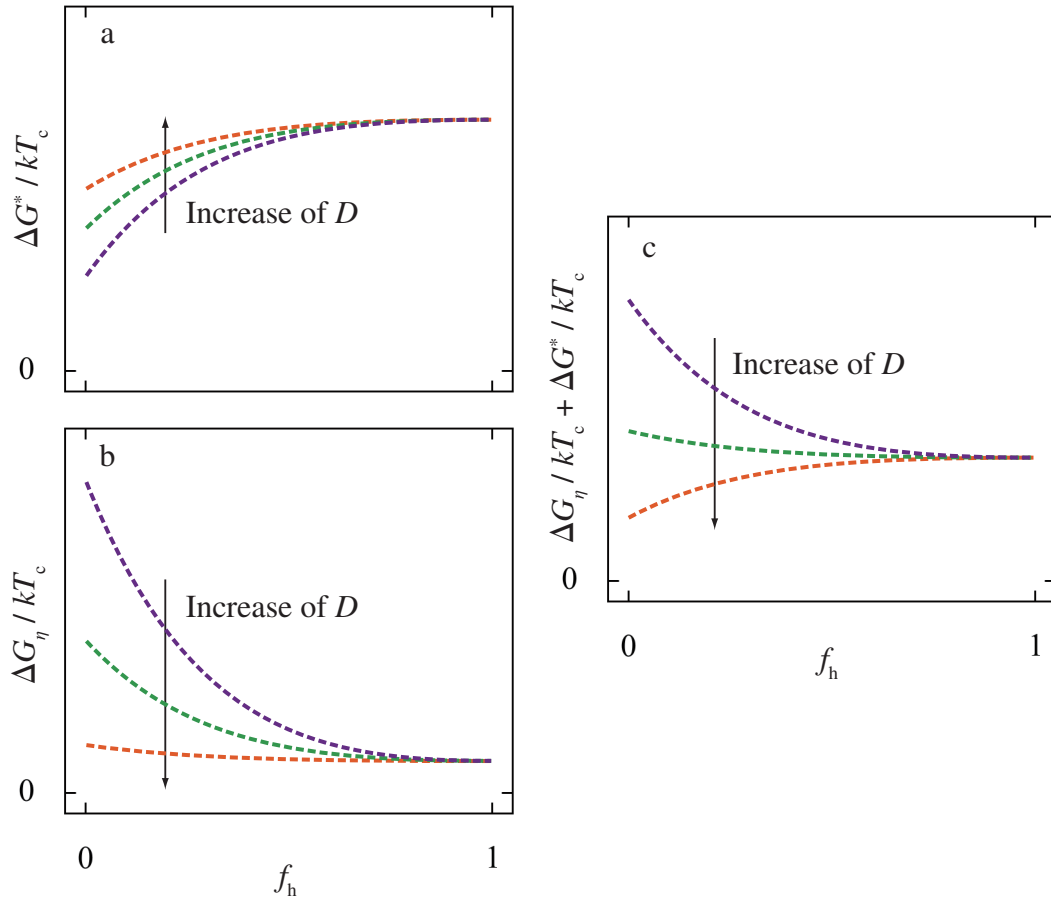 a
ΔG* / kTc
Increase of D
0
b
ΔGη / kTc
Increase of D
0
0
1
fh
c
ΔGη / kTc + ΔG* / kTc
Increase of D
0
0
1
fh